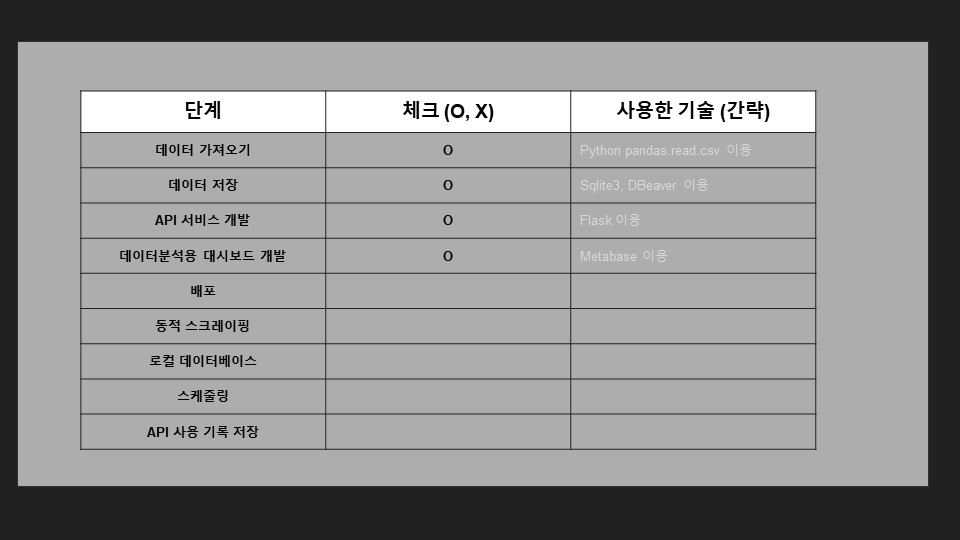 단계 체크 (O, X) 사용한 기술 (간략)
데이터 가져오기 O Python pandas.read.csv 이용
데이터 저장 O Sqlite3, DBeaver 이용
API 서비스 개발 O Flask 이용
데이터분석용 대시보드 개발 O Metabase 이용
배포
동적 스크레이핑
로컬 데이터베이스
스케줄링
API 사용 기록 저장